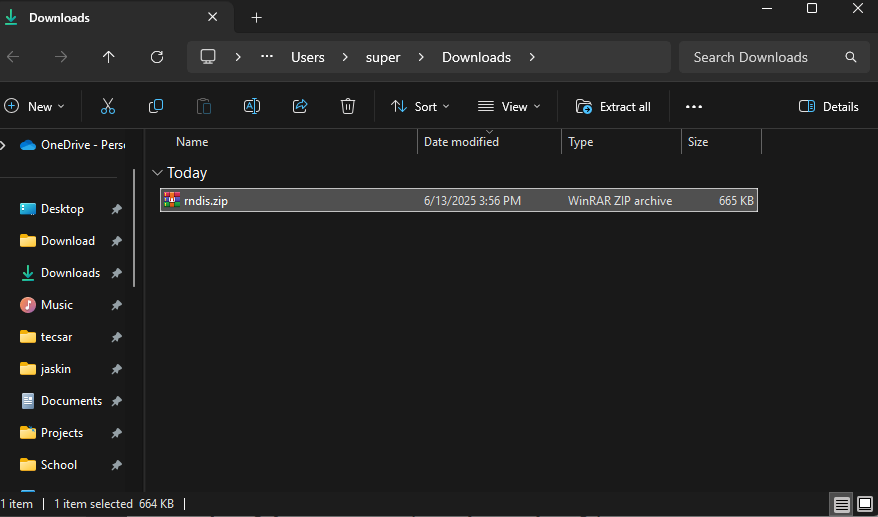 Downloads
Users
super
Downloads
Search Downloads
New
Sort
View
Extract all
Details
OneDrive - Pers
Name
Date modified
Type
Size
Today
Desktop
rndis.zip 6/13/2025 3:56 PM WinRAR ZIP archive 665 KB
Download
Downloads
Music
tecsar
jaskin
Documents
Projects
School
1 item
1 item selected 664 KB